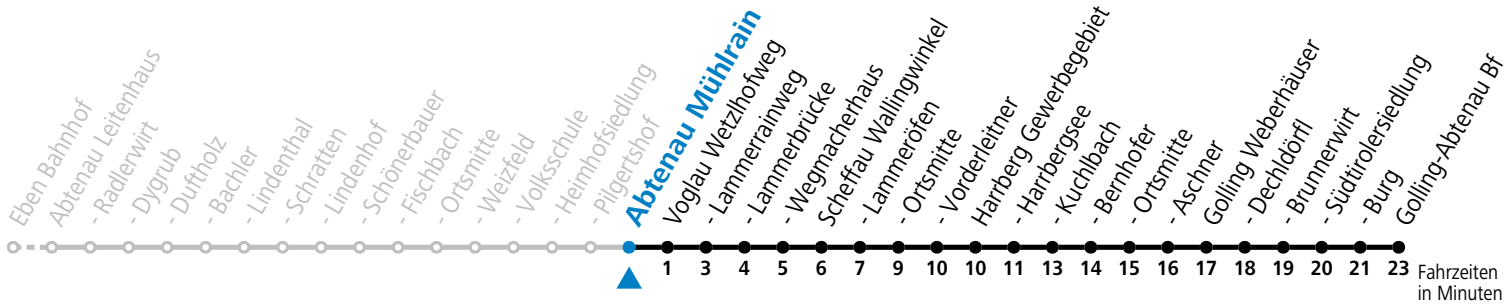 Eben Bahnhof
Abtenau Leitenhaus
- Radlerwirt
- Dygrub
- Duftholz
- Bachler
- Lindenthal
- Schratten
- Lindenhof
- Schönerbauer
- Fischbach
- Ortsmitte
- Weizfeld
- Volksschule
- Heimhofsiedlung
- Pilgertshof
Abtenau Mühlrain
Voglau Wetzlhofweg
- Lammerrainweg
- Lammerbrücke
- Wegmacherhaus
Scheffau Wallingwinkel
- Lammeröfen
- Ortsmitte
- Vorderleitner
Harrberg Gewerbegebiet
- Harrbergsee
- Kuchlbach
- Bernhofer
- Ortsmitte
- Aschner
Golling Weberhäuser
- Dechldörfl
- Brunnerwirt
- Südtirolersiedlung
- Burg
Golling-Abtenau Bf
1 3 4 5 6 7 9 10 10 11 13 14 15 16 17 18 19 20 21 23
Fahrzeiten
in Minuten